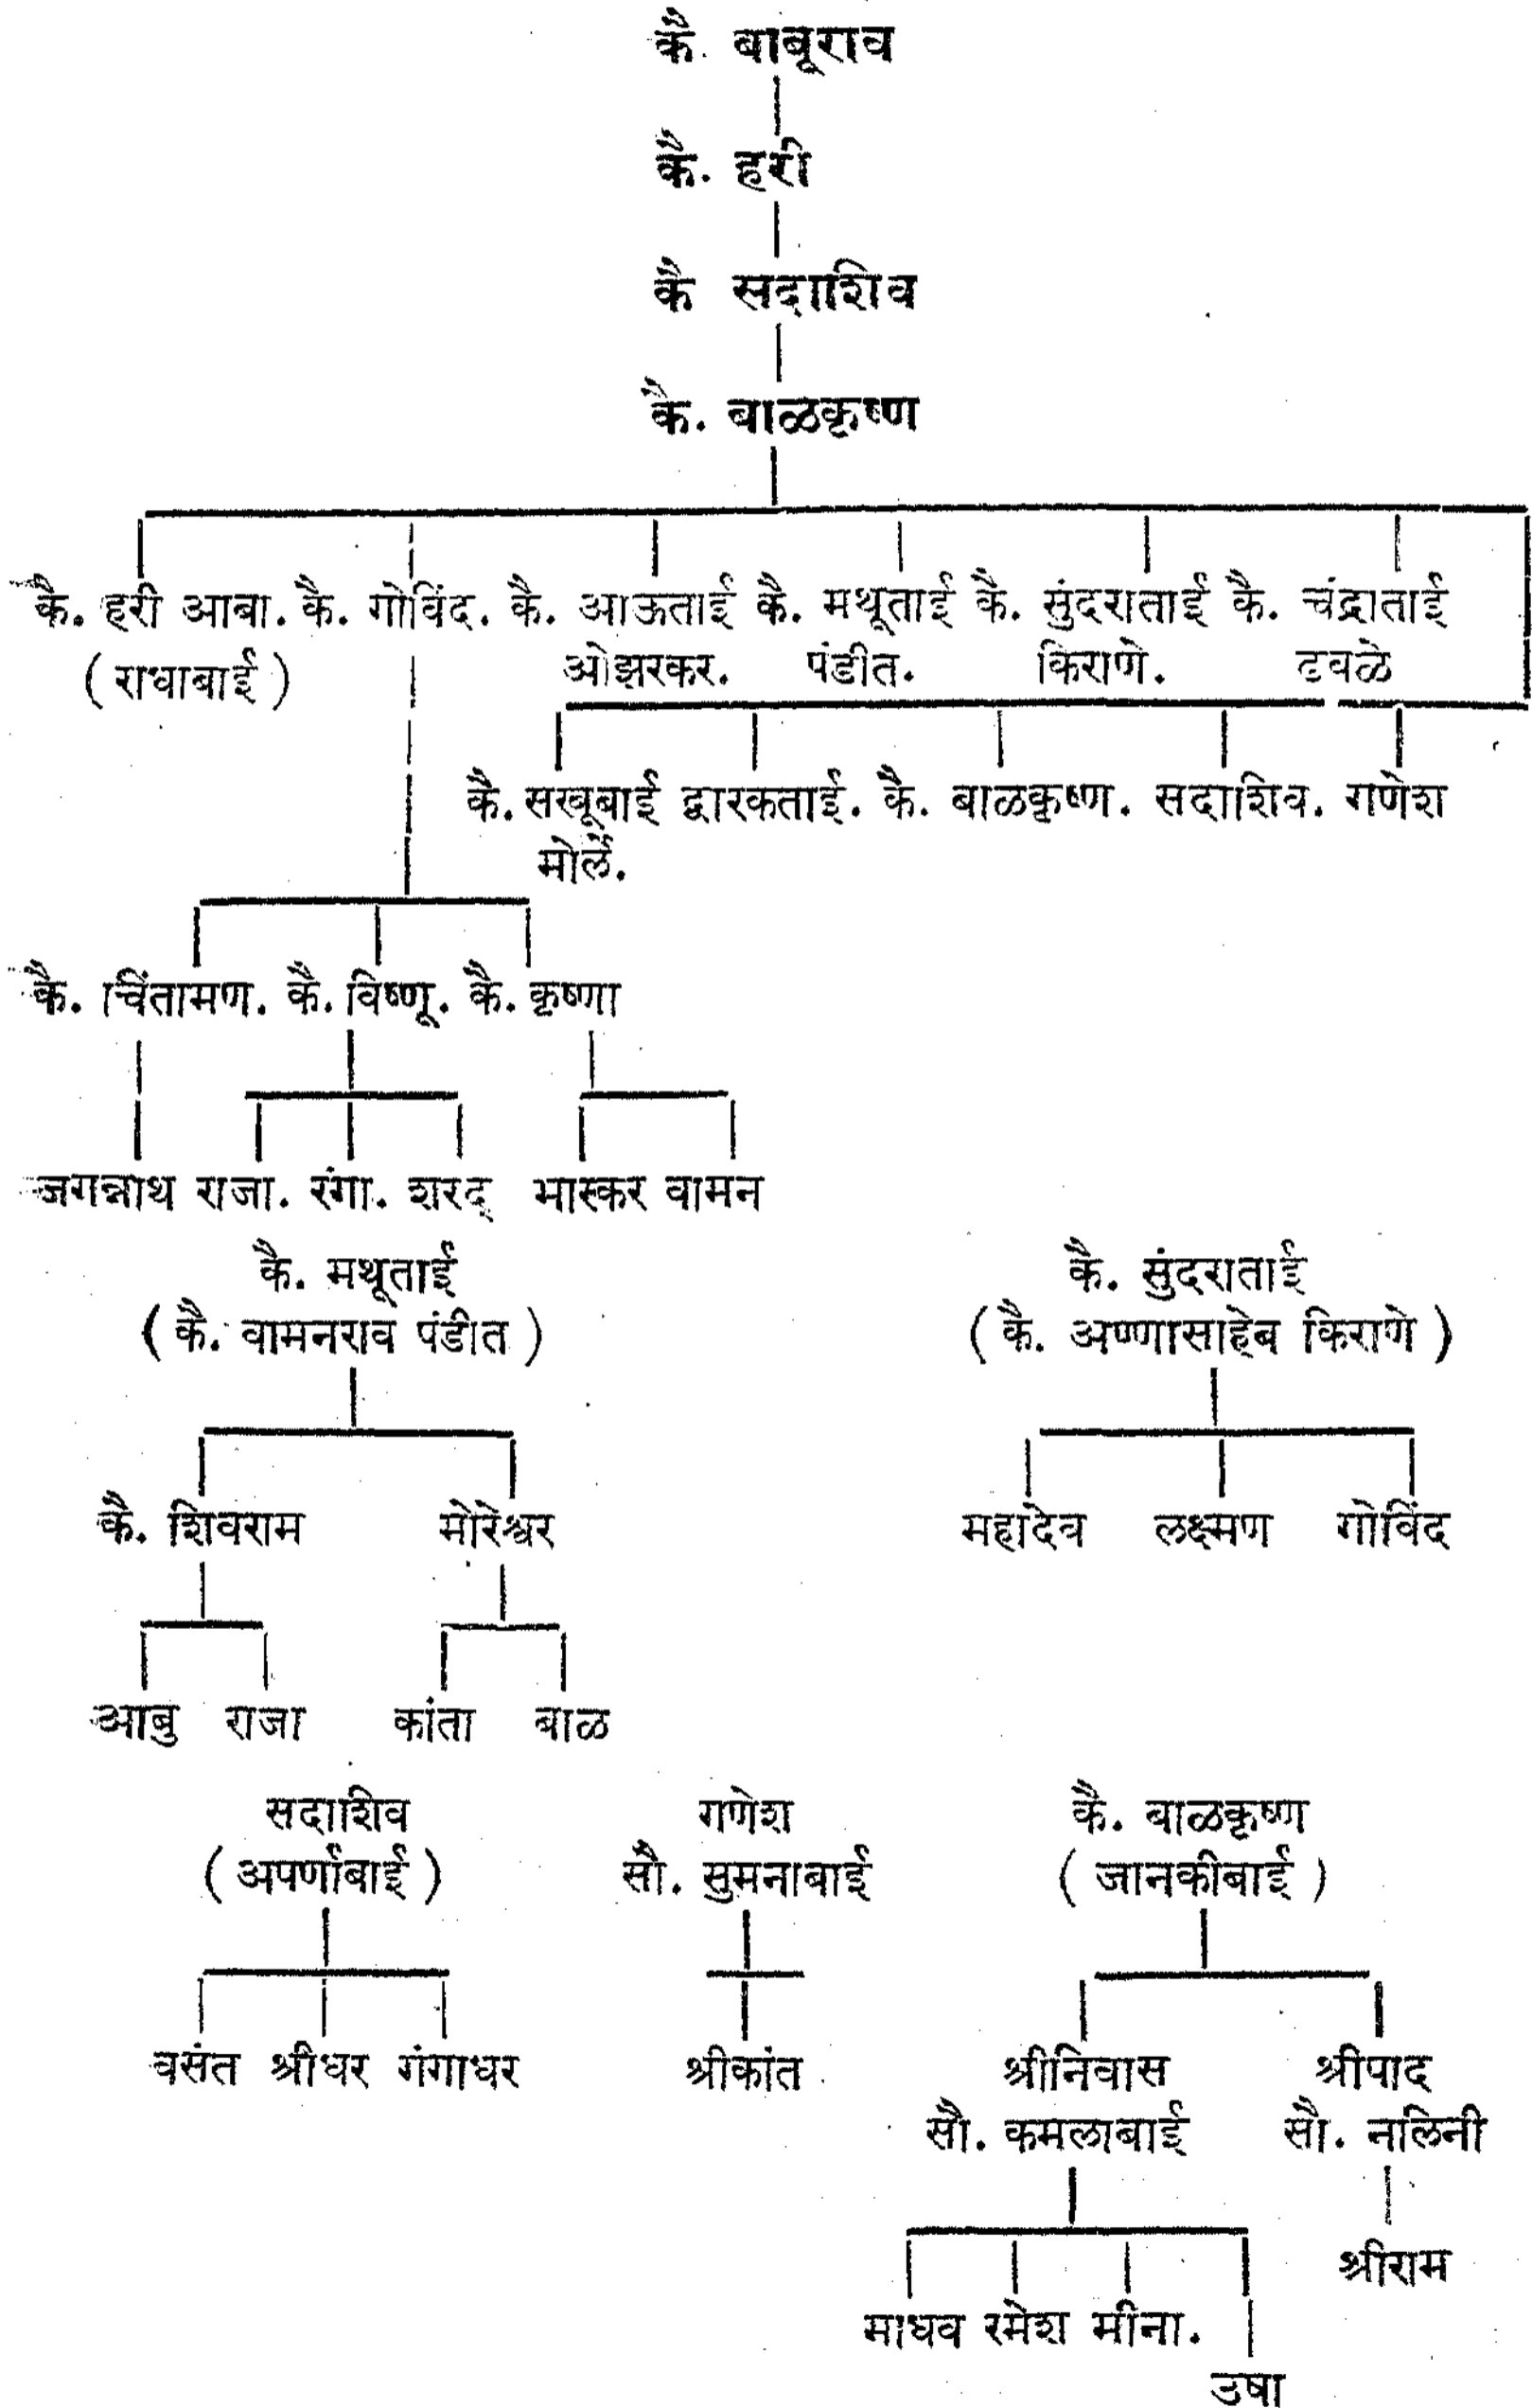 कै. बाबूराव
कै. हरी
कै सदाशिव
कै. बाळकृष्ण
कै. हरी आबा. कै. गोविंद. कै. आऊताई कै. मथूताई कै. सुंदराताई कै. चंद्राताई
( राधाबाई ) ओझरकर. पंडीत. किराणे. टवळे
कै. सखूबाई द्वारकताई. कै. बाळकृष्ण. सदाशिव. गणेश
मोलें.
कै. चिंतामण. कै. विष्णू. कै. कृष्णा
जगन्नाथ राजा. रंगा. शरद् भास्कर वामन
कै. मथूताई कै. सुंदराताई
( कै. वामनराव पंडीत ) ( कै. अण्णासाहेब किराणे )
कै. शिवराम मोरेश्वर महादेव लक्ष्मण गोविंद
आबु राजा कांता बाळ
सदाशिव गणेश कै. बाळकृष्ण
( अपर्णाबाई ) सौ. सुमनाबाई ( जानकीबाई )
वसंत श्रीधर गंगाधर श्रीकांत श्रीनिवास श्रीपाद
सौ. कमलाबाई सौ. नलिनी
श्रीराम
माधव रमेश मीना.
उषा